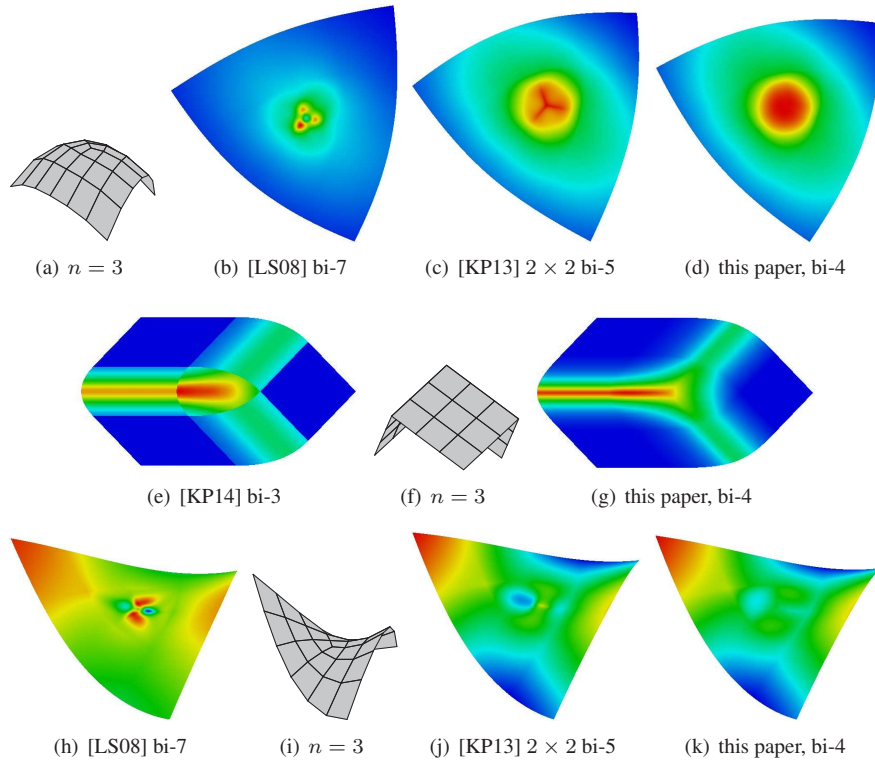 (a) n = 3
(b) [LS08] bi-7
(c) [KP13] 2 × 2 bi-5
(d) this paper, bi-4
(e) [KP14] bi-3
(f) n = 3
(g) this paper, bi-4
(h) [LS08] bi-7
(i) n = 3
(j) [KP13] 2 × 2 bi-5
(k) this paper, bi-4